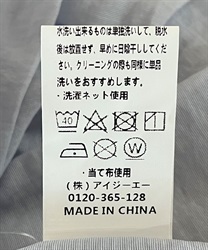 水洗い出来るものは単独洗いして、脱水
後は放置せず、早めに日陰干ししてくださ
い。クリーニングの際も同様に単品
洗いをおすすめします。
・洗濯ネット使用
40
W
・当て布使用
(株)アイジーエー
0120-365-128
MADE IN CHINA